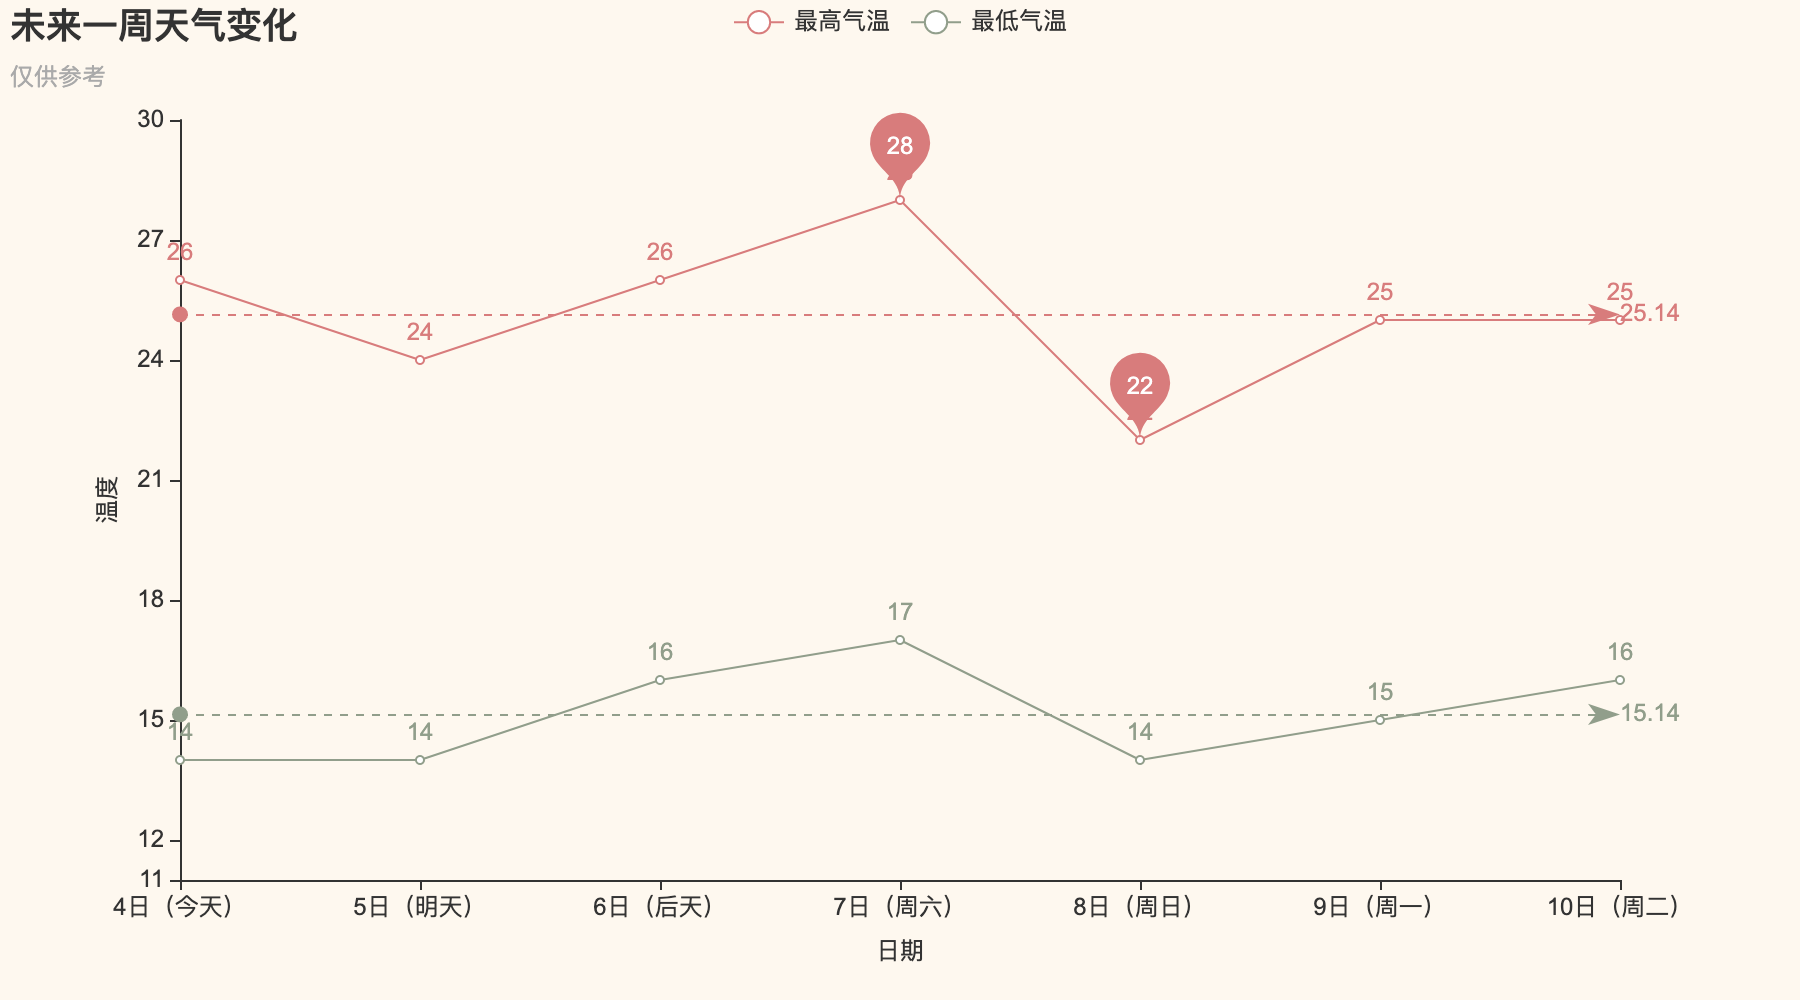 未来一周天气变化
仅供参考
最高气温
最低气温
温度
30
27
24
21
18
15
12
11
26
24
26
28
22
25
25
25.14
14
14
16
17
14
15
16
15.14
4日（今天）
5日（明天）
6日（后天）
7日（周六）
8日（周日）
9日（周一）
10日（周二）
日期